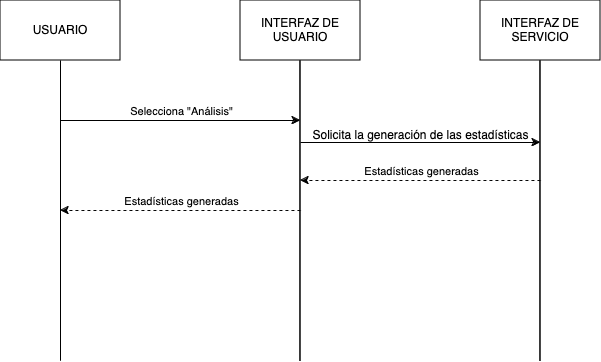 USUARIO
INTERFAZ DE
USUARIO
INTERFAZ DE
SERVICIO
Selecciona "Análisis"
Solicita la generación de las estadísticas
Estadísticas generadas
Estadísticas generadas